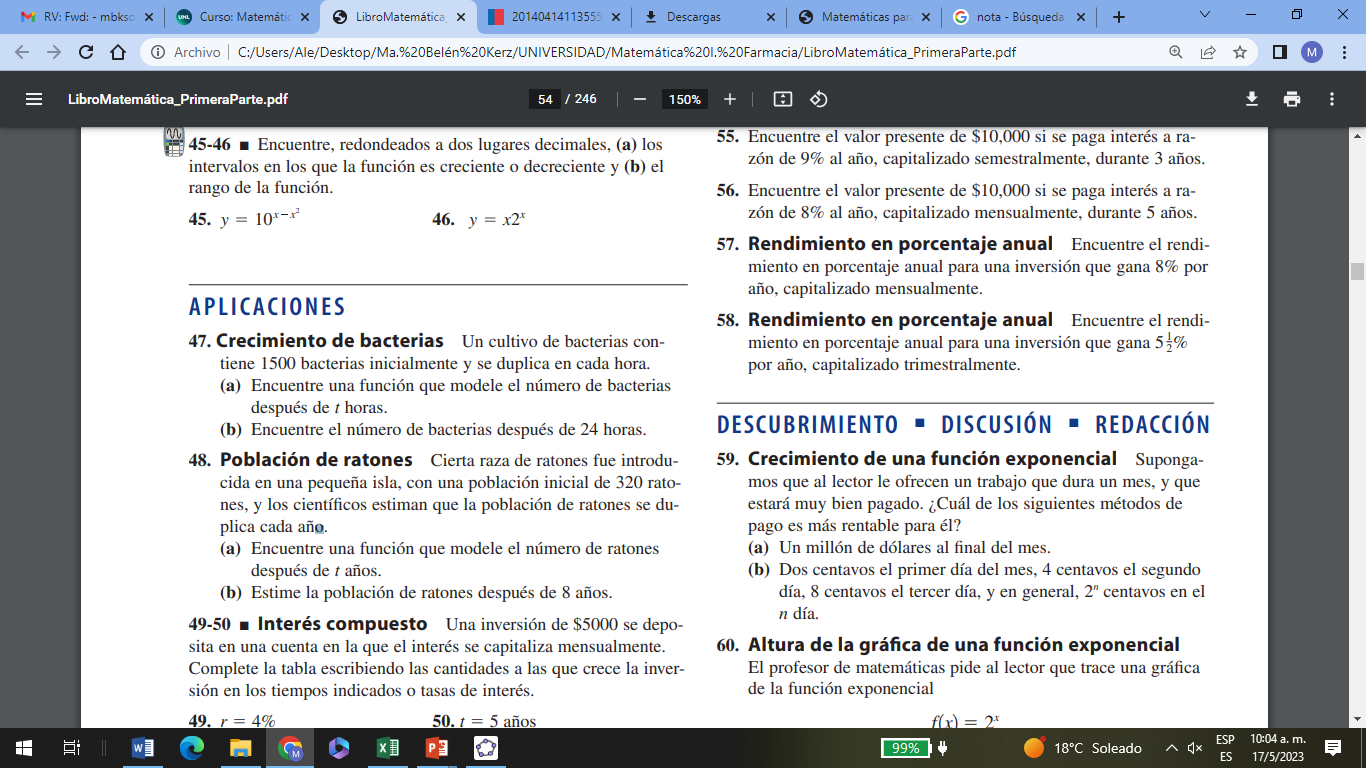 RV: Fwd: - mbkso
Curso: Matemátic
LibroMatemática_
20140414113555
Descargas
Matemáticas para
nota - Búsqueda
Archivo | C:/Users/Ale/Desktop/Ma.%20Belén%20Kerz/UNIVERSIDAD/Matemática%20I.%20Farmacia/LibroMatemática_PrimeraParte.pdf
M
LibroMatemática_PrimeraParte.pdf
54 / 246
150%
45-46 ■ Encuentre, redondeados a dos lugares decimales, (a) los
intervalos en los que la función es creciente o decreciente y (b) el
rango de la función.
45. y = 10^{x−x²}
46. y = x2^x
APLICACIONES
47. Crecimiento de bacterias Un cultivo de bacterias con-
tiene 1500 bacterias inicialmente y se duplica en cada hora.
(a) Encuentre una función que modele el número de bacterias
después de t horas.
(b) Encuentre el número de bacterias después de 24 horas.
48. Población de ratones Cierta raza de ratones fue introdu-
cida en una pequeña isla, con una población inicial de 320 rato-
nes, y los científicos estiman que la población de ratones se du-
plica cada año.
(a) Encuentre una función que modele el número de ratones
después de t años.
(b) Estime la población de ratones después de 8 años.
49-50 ■ Interés compuesto Una inversión de $5000 se depo-
sita en una cuenta en la que el interés se capitaliza mensualmente.
Complete la tabla escribiendo las cantidades a las que crece la inver-
sión en los tiempos indicados o tasas de interés.
49. r = 4%
50. t = 5 años
55. Encuentre el valor presente de $10,000 si se paga interés a ra-
zón de 9% al año, capitalizado semestralmente, durante 3 años.
56. Encuentre el valor presente de $10,000 si se paga interés a ra-
zón de 8% al año, capitalizado mensualmente, durante 5 años.
57. Rendimiento en porcentaje anual Encuentre el rendi-
miento en porcentaje anual para una inversión que gana 8% por
año, capitalizado mensualmente.
58. Rendimiento en porcentaje anual Encuentre el rendi-
miento en porcentaje anual para una inversión que gana 5½%
por año, capitalizado trimestralmente.
DESCUBRIMIENTO ■ DISCUSIÓN ■ REDACCIÓN
59. Crecimiento de una función exponencial Suponga-
mos que al lector le ofrecen un trabajo que dura un mes, y que
estará muy bien pagado. ¿Cuál de los siguientes métodos de
pago es más rentable para él?
(a) Un millón de dólares al final del mes.
(b) Dos centavos el primer día del mes, 4 centavos el segundo
día, 8 centavos el tercer día, y en general, 2ⁿ centavos en el
n día.
60. Altura de la gráfica de una función exponencial
El profesor de matemáticas pide al lector que trace una gráfica
de la función exponencial
f(x) = 2^x
99%
18°C Soleado
ESP
ES
10:04 a. m.
17/5/2023